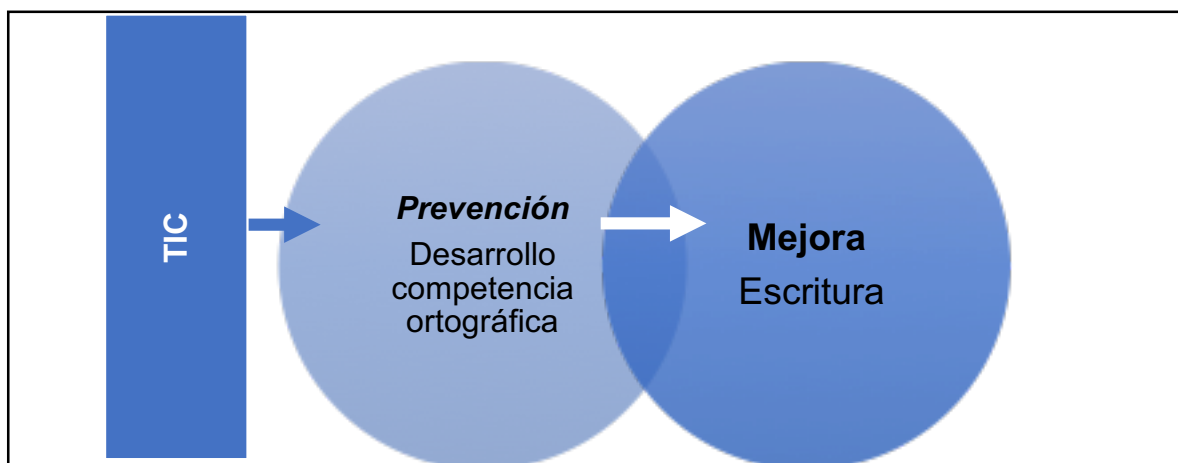 TIC
Prevención
Desarrollo
competencia
ortográfica
Mejora
Escritura